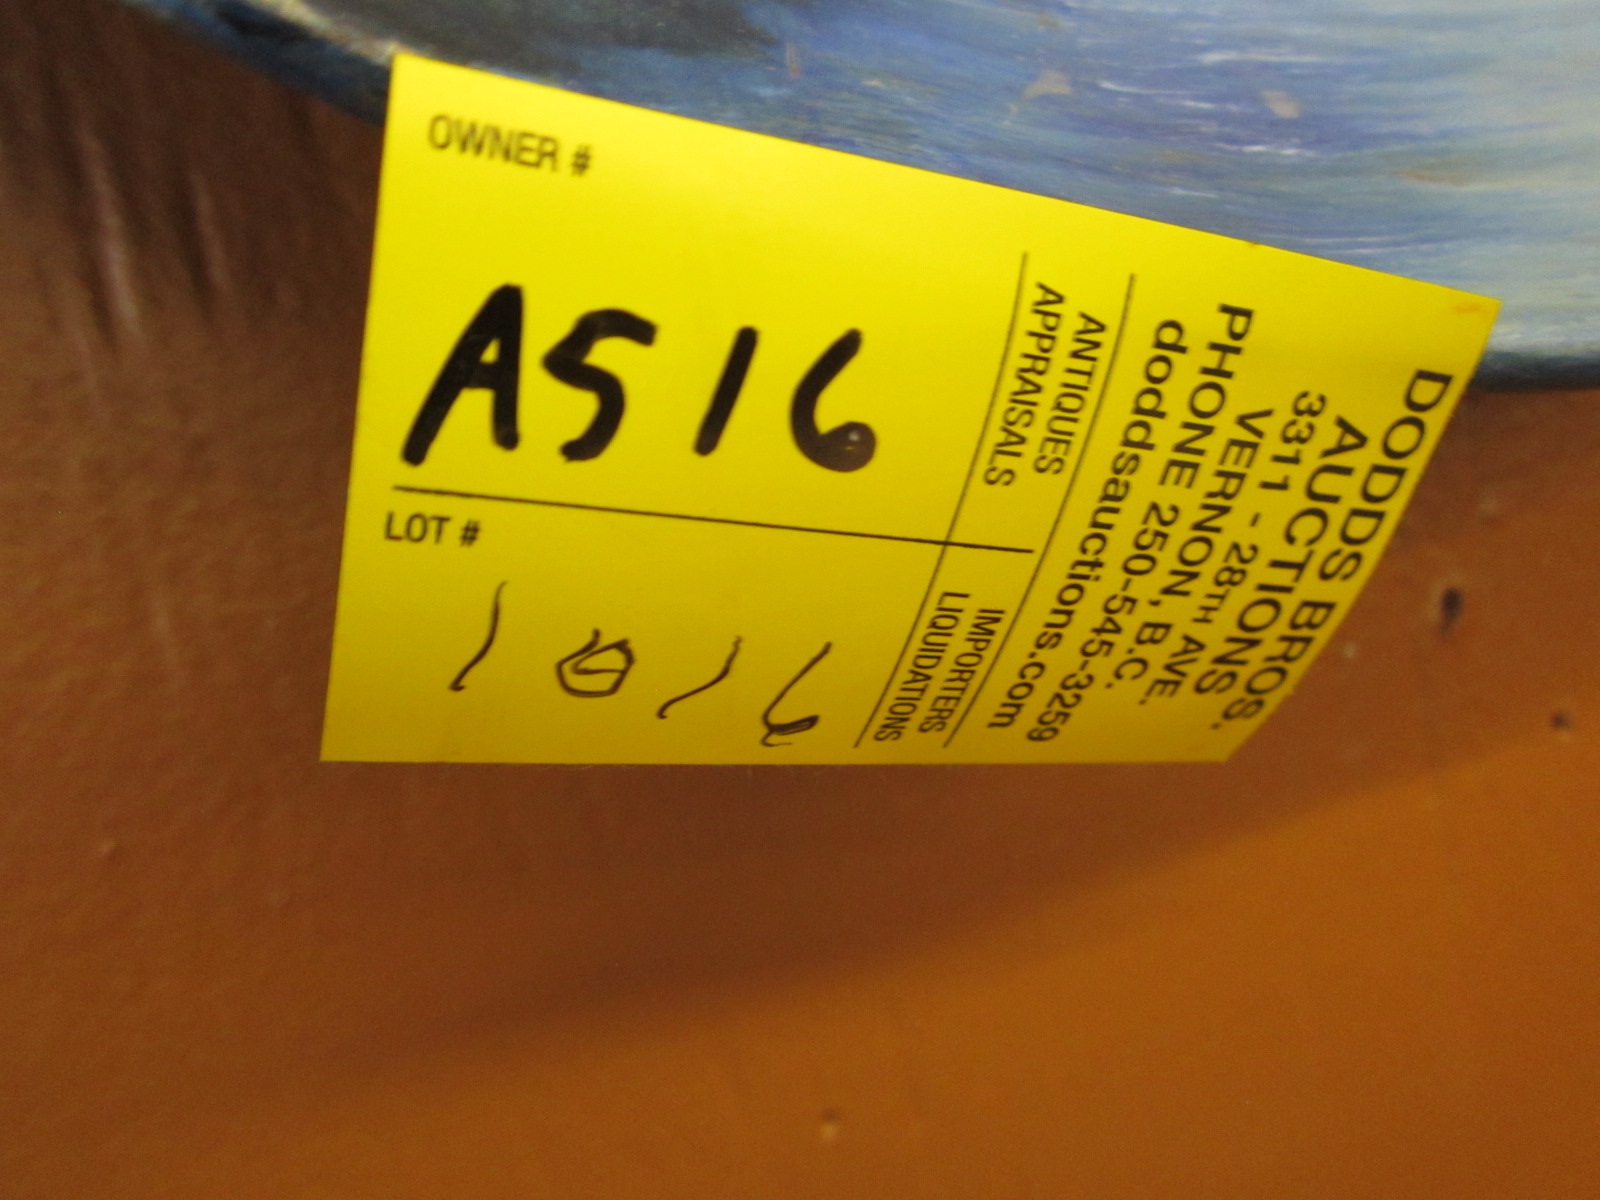 OWNER #
A516
LOT #
1016
DODDS BROS.
AUCTIONS
3311 - 28TH AVE.
VERNON, B.C.
PHONE 250-545-3259
doddsauctions.com
ANTIQUES
APPRAISALS
IMPORTERS
LIQUIDATIONS